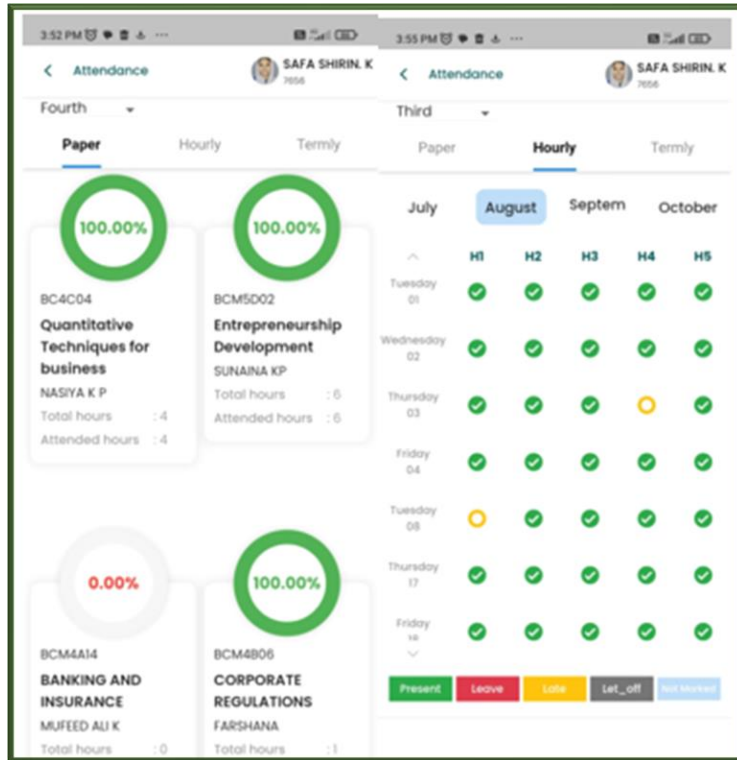 3:52 PM
Attendance
SAFA SHIRIN. K
7656
Fourth
Paper Hourly Termly
100.00% 100.00%
BC4C04 BCM5D02
Quantitative Entrepreneurship
Techniques for Development
business SUNAINA KP
NASIYA K P Total hours : 6
Total hours : 4 Attended hours : 6
Attended hours : 4
0.00% 100.00%
BCM4A14 BCM4B06
BANKING AND CORPORATE
INSURANCE REGULATIONS
MUFEED ALI K FARSHANA
Total hours : 0 Total hours : 1
3:55 PM
Attendance
SAFA SHIRIN. K
7656
Third
Paper Hourly Termly
July August Septem October
H1 H2 H3 H4 H5
Tuesday
01
Wednesday
02
Thursday
03
Friday
04
Tuesday
08
Thursday
17
Friday
Present Leave Late Let_off Not Marked